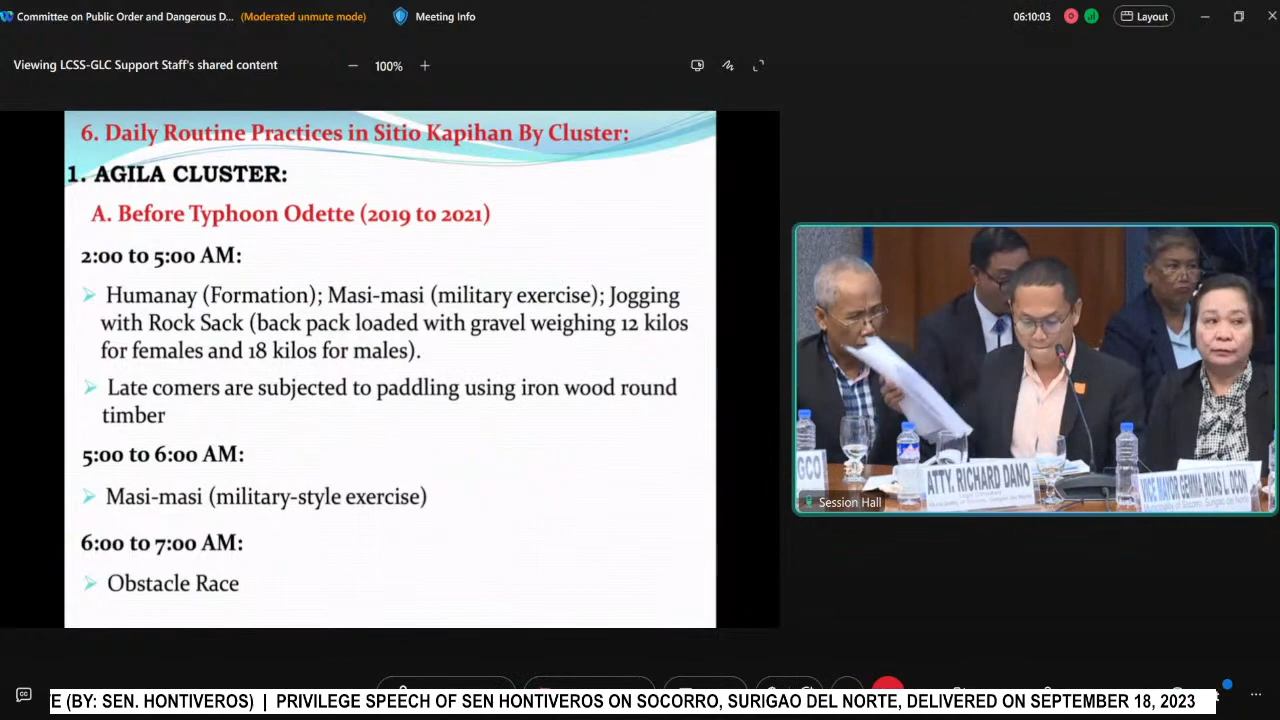 Committee on Public Order and Dangerous D... (Moderated unmute mode) Meeting Info 06:10:03 Layout
Viewing LCSS-GLC Support Staff's shared content 100%
6. Daily Routine Practices in Sitio Kapihan By Cluster:
1. AGILA CLUSTER:
A. Before Typhoon Odette (2019 to 2021)
2:00 to 5:00 AM:
Humanay (Formation); Masi-masi (military exercise); Jogging
with Rock Sack (back pack loaded with gravel weighing 12 kilos
for females and 18 kilos for males).
Late comers are subjected to paddling using iron wood round
timber
5:00 to 6:00 AM:
Masi-masi (military-style exercise)
6:00 to 7:00 AM:
Obstacle Race
GCO
ATTY. RICHARD DANO
VICE MAYOR GEMMA RIVAS L. ODON
Session Hall
E (BY: SEN. HONTIVEROS) | PRIVILEGE SPEECH OF SEN HONTIVEROS ON SOCORRO, SURIGAO DEL NORTE, DELIVERED ON SEPTEMBER 18, 2023